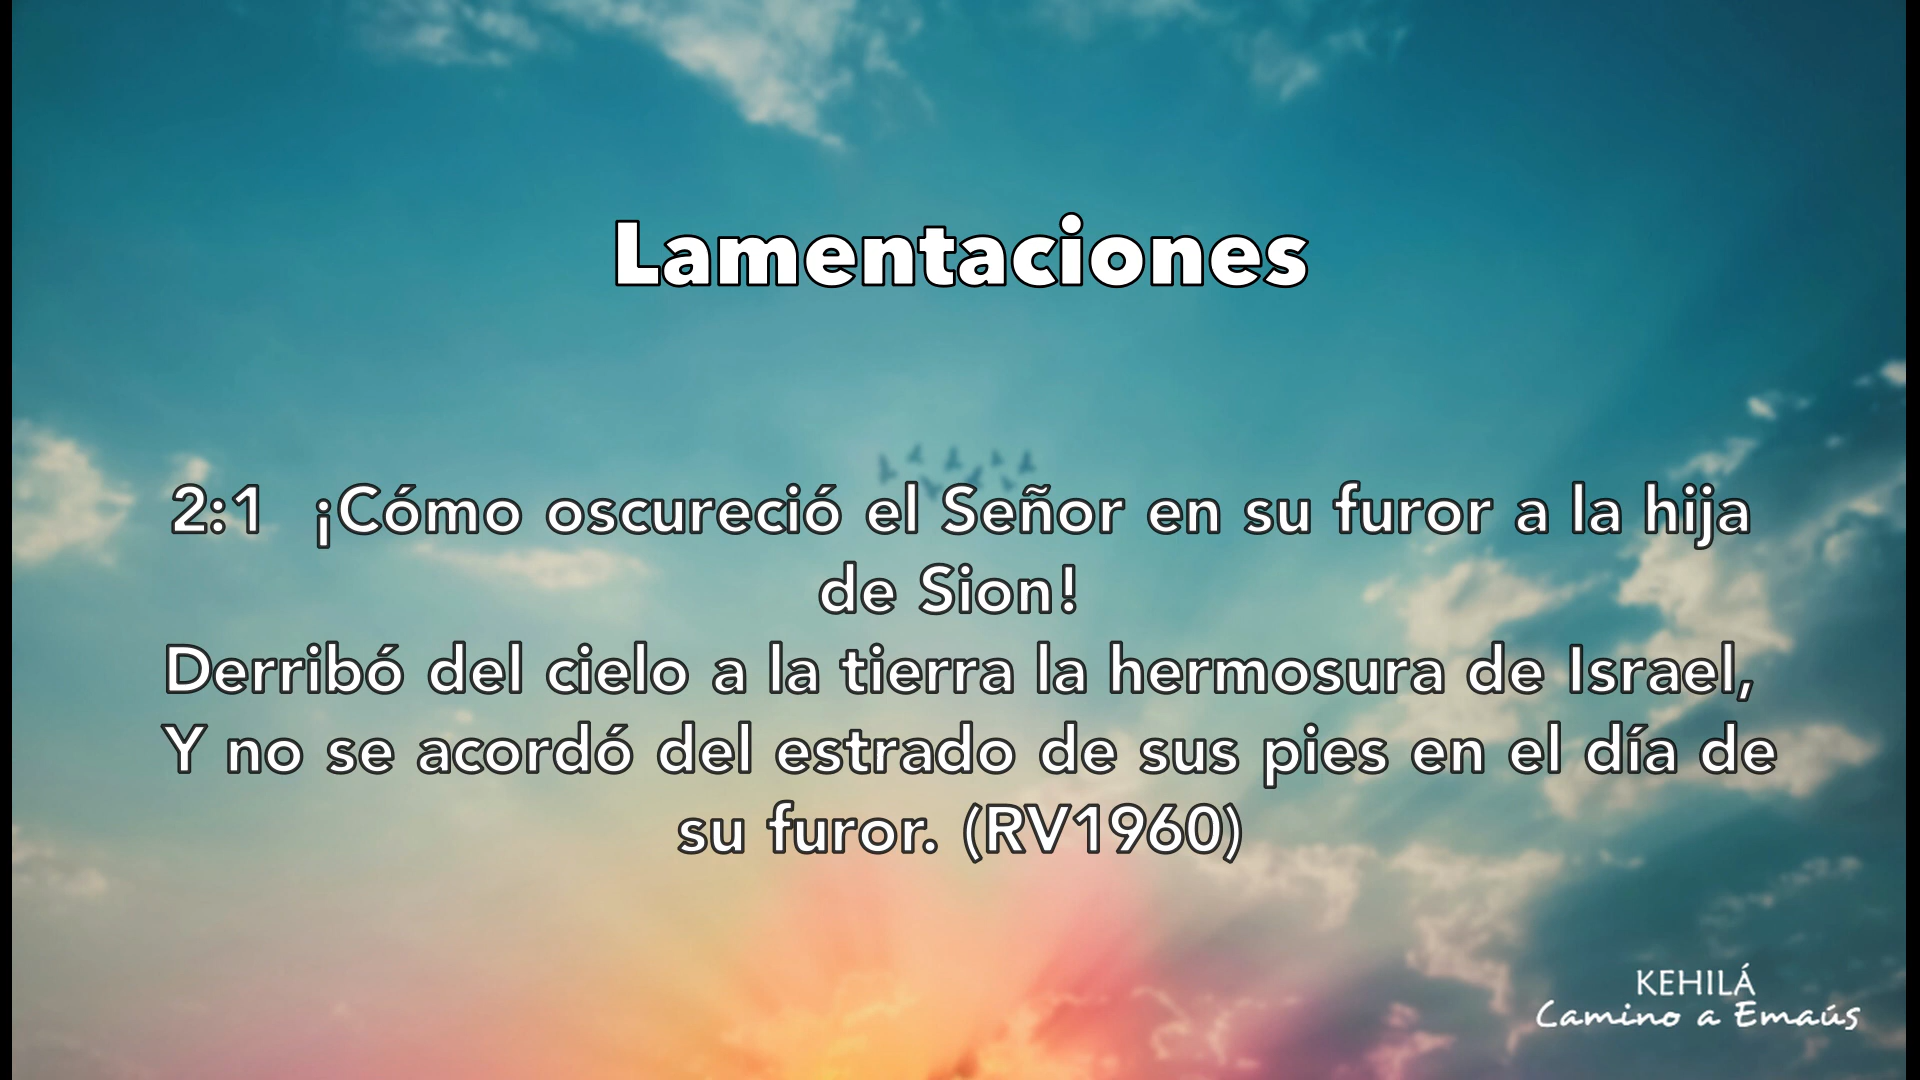 Lamentaciones
2:1  ¡Cómo oscureció el Señor en su furor a la hija
de Sion!
Derribó del cielo a la tierra la hermosura de Israel,
Y no se acordó del estrado de sus pies en el día de
su furor. (RV1960)
KEHILÁ
Camino a Emaús